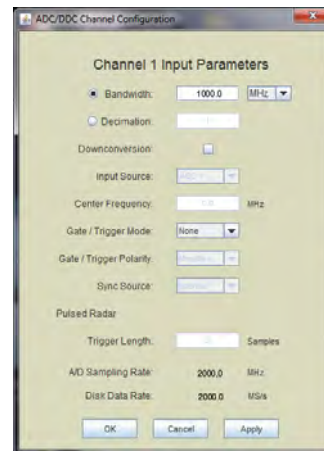 ADC/DDC Channel Configuration
Channel 1 Input Parameters
Bandwidth: 1000.0 MHz
Decimation:
Downconversion:
Input Source:
Center Frequency: MHz
Gate / Trigger Mode: None
Gate / Trigger Polarity:
Sync Source:
Pulsed Radar
Trigger Length: Samples
A/D Sampling Rate: 2000.0 MHz
Disk Data Rate: 2000.0 MS/s
OK Cancel Apply